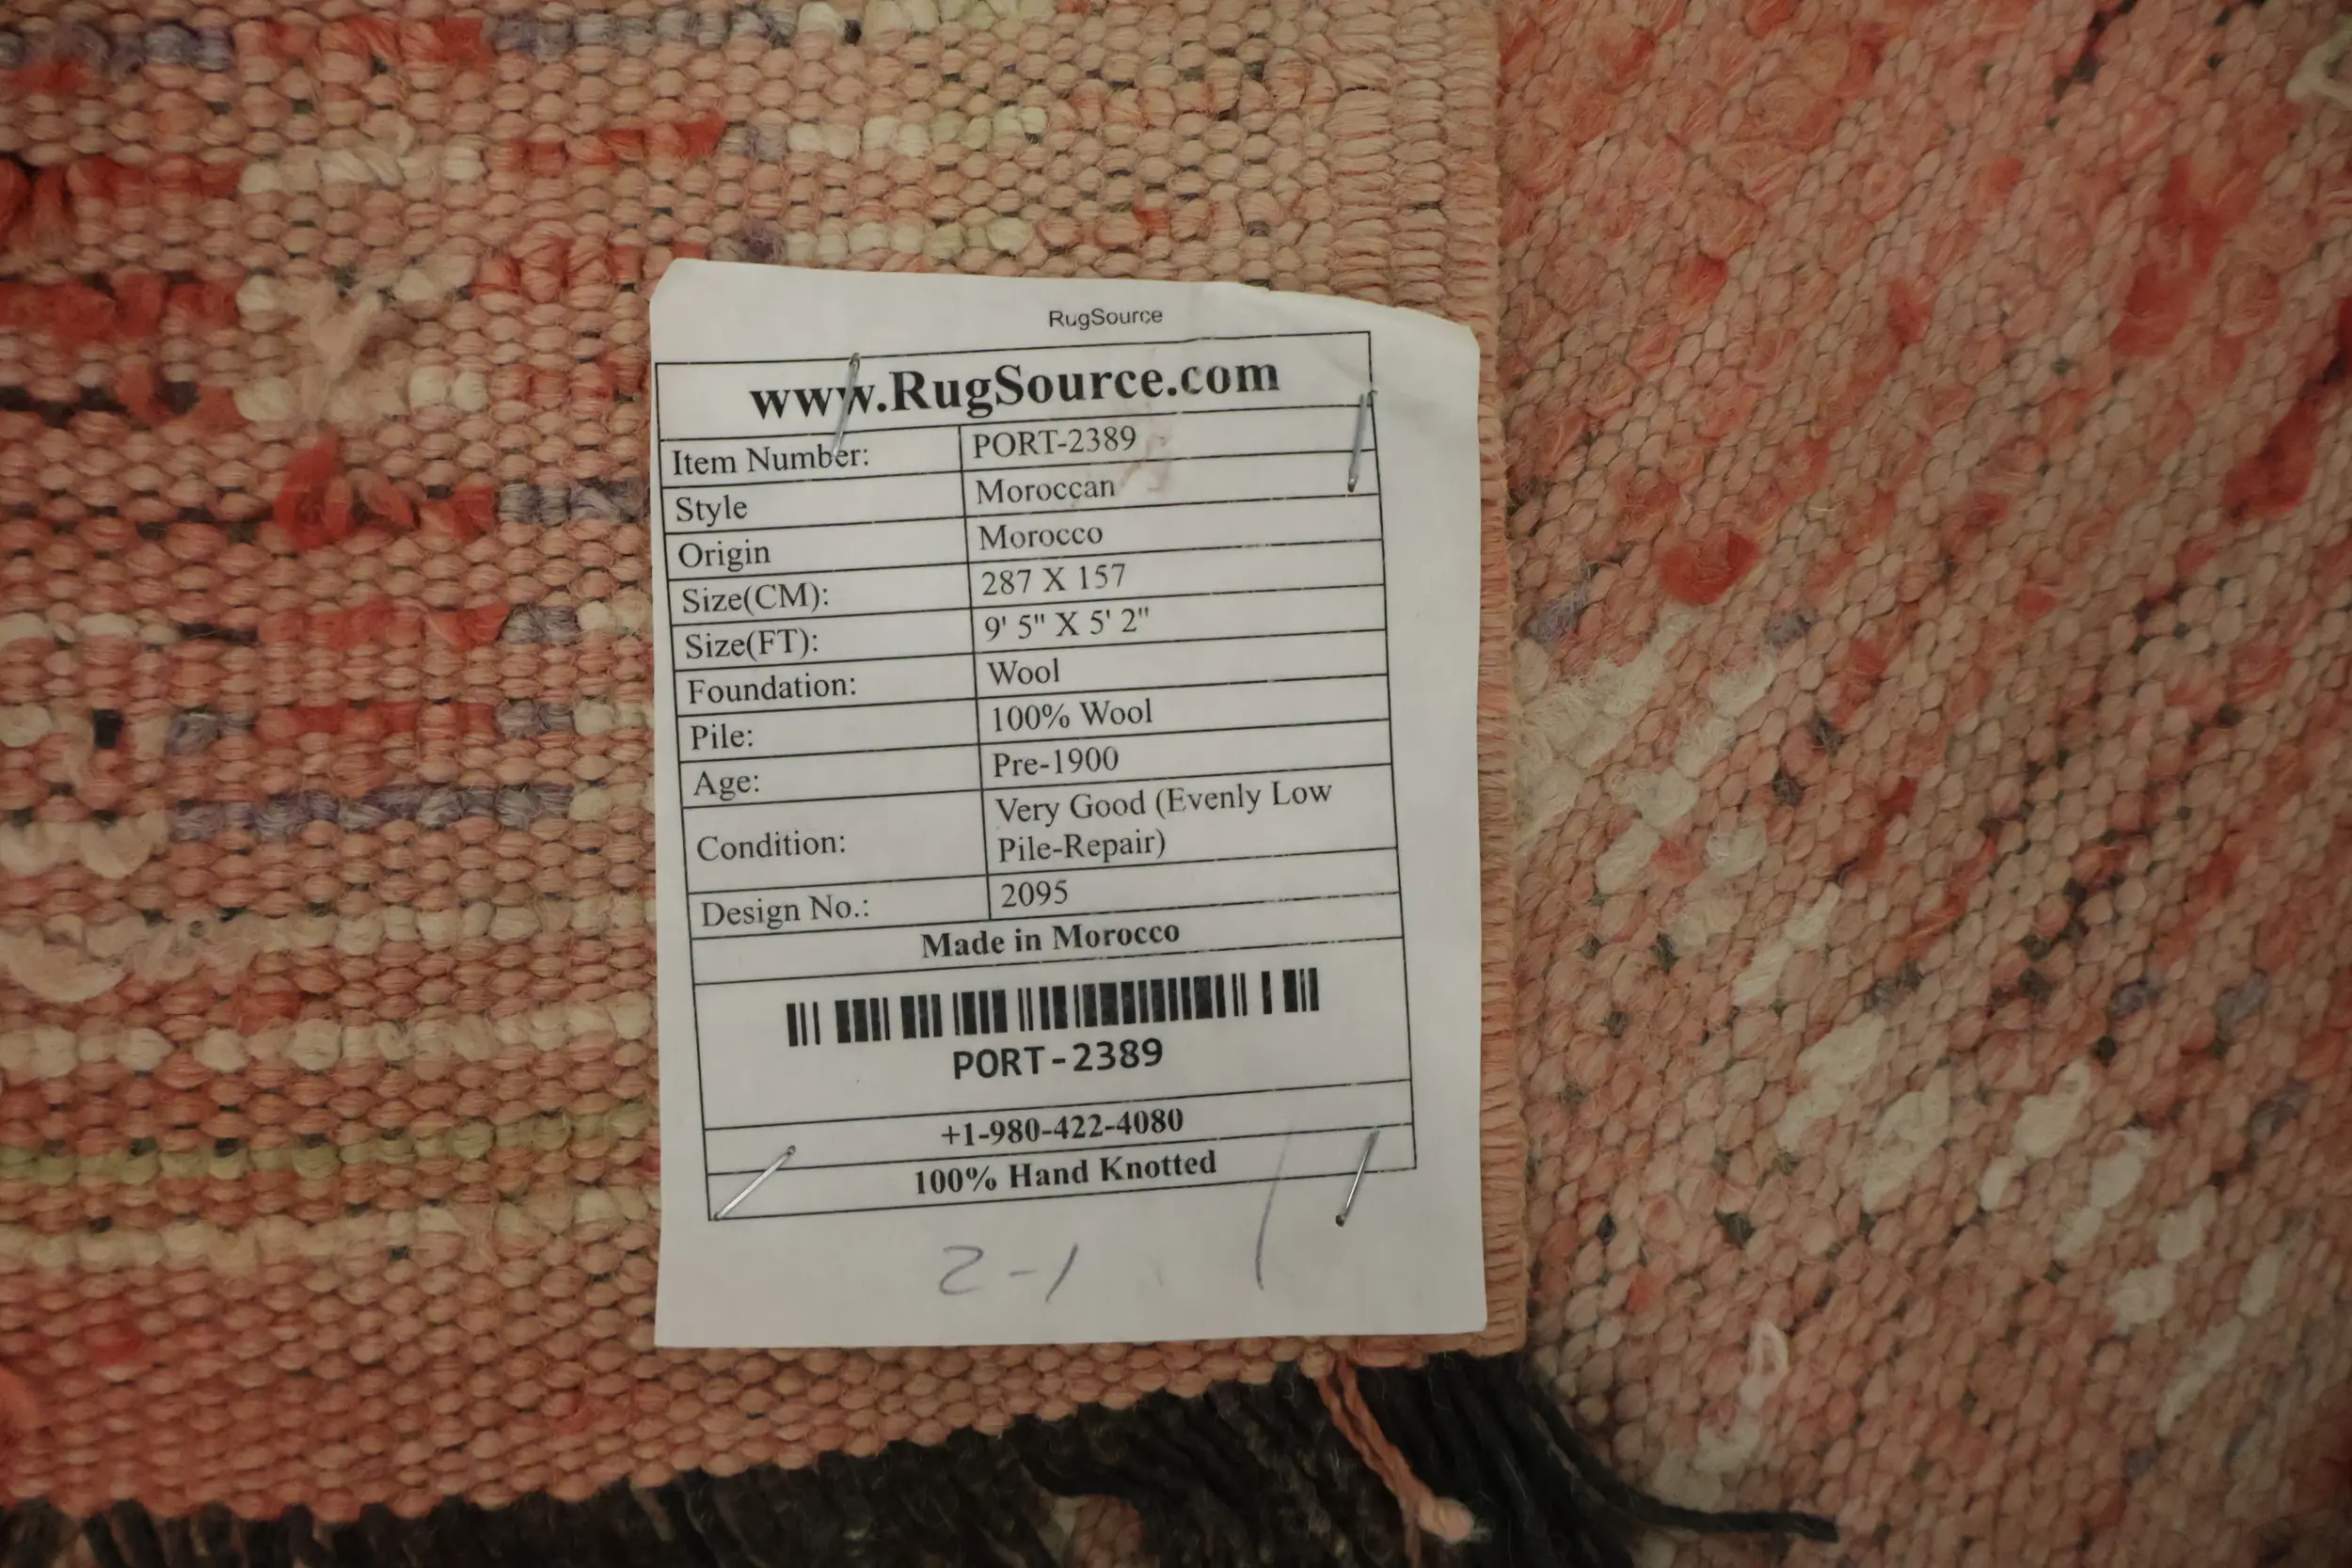 RugSource
www.RugSource.com
Item Number: PORT-2389
Style Moroccan
Origin Morocco
Size(CM): 287 X 157
Size(FT): 9' 5" X 5' 2"
Foundation: Wool
Pile: 100% Wool
Age: Pre-1900
Condition: Very Good (Evenly Low
Pile-Repair)
Design No.: 2095
Made in Morocco
PORT-2389
+1-980-422-4080
100% Hand Knotted
2-1